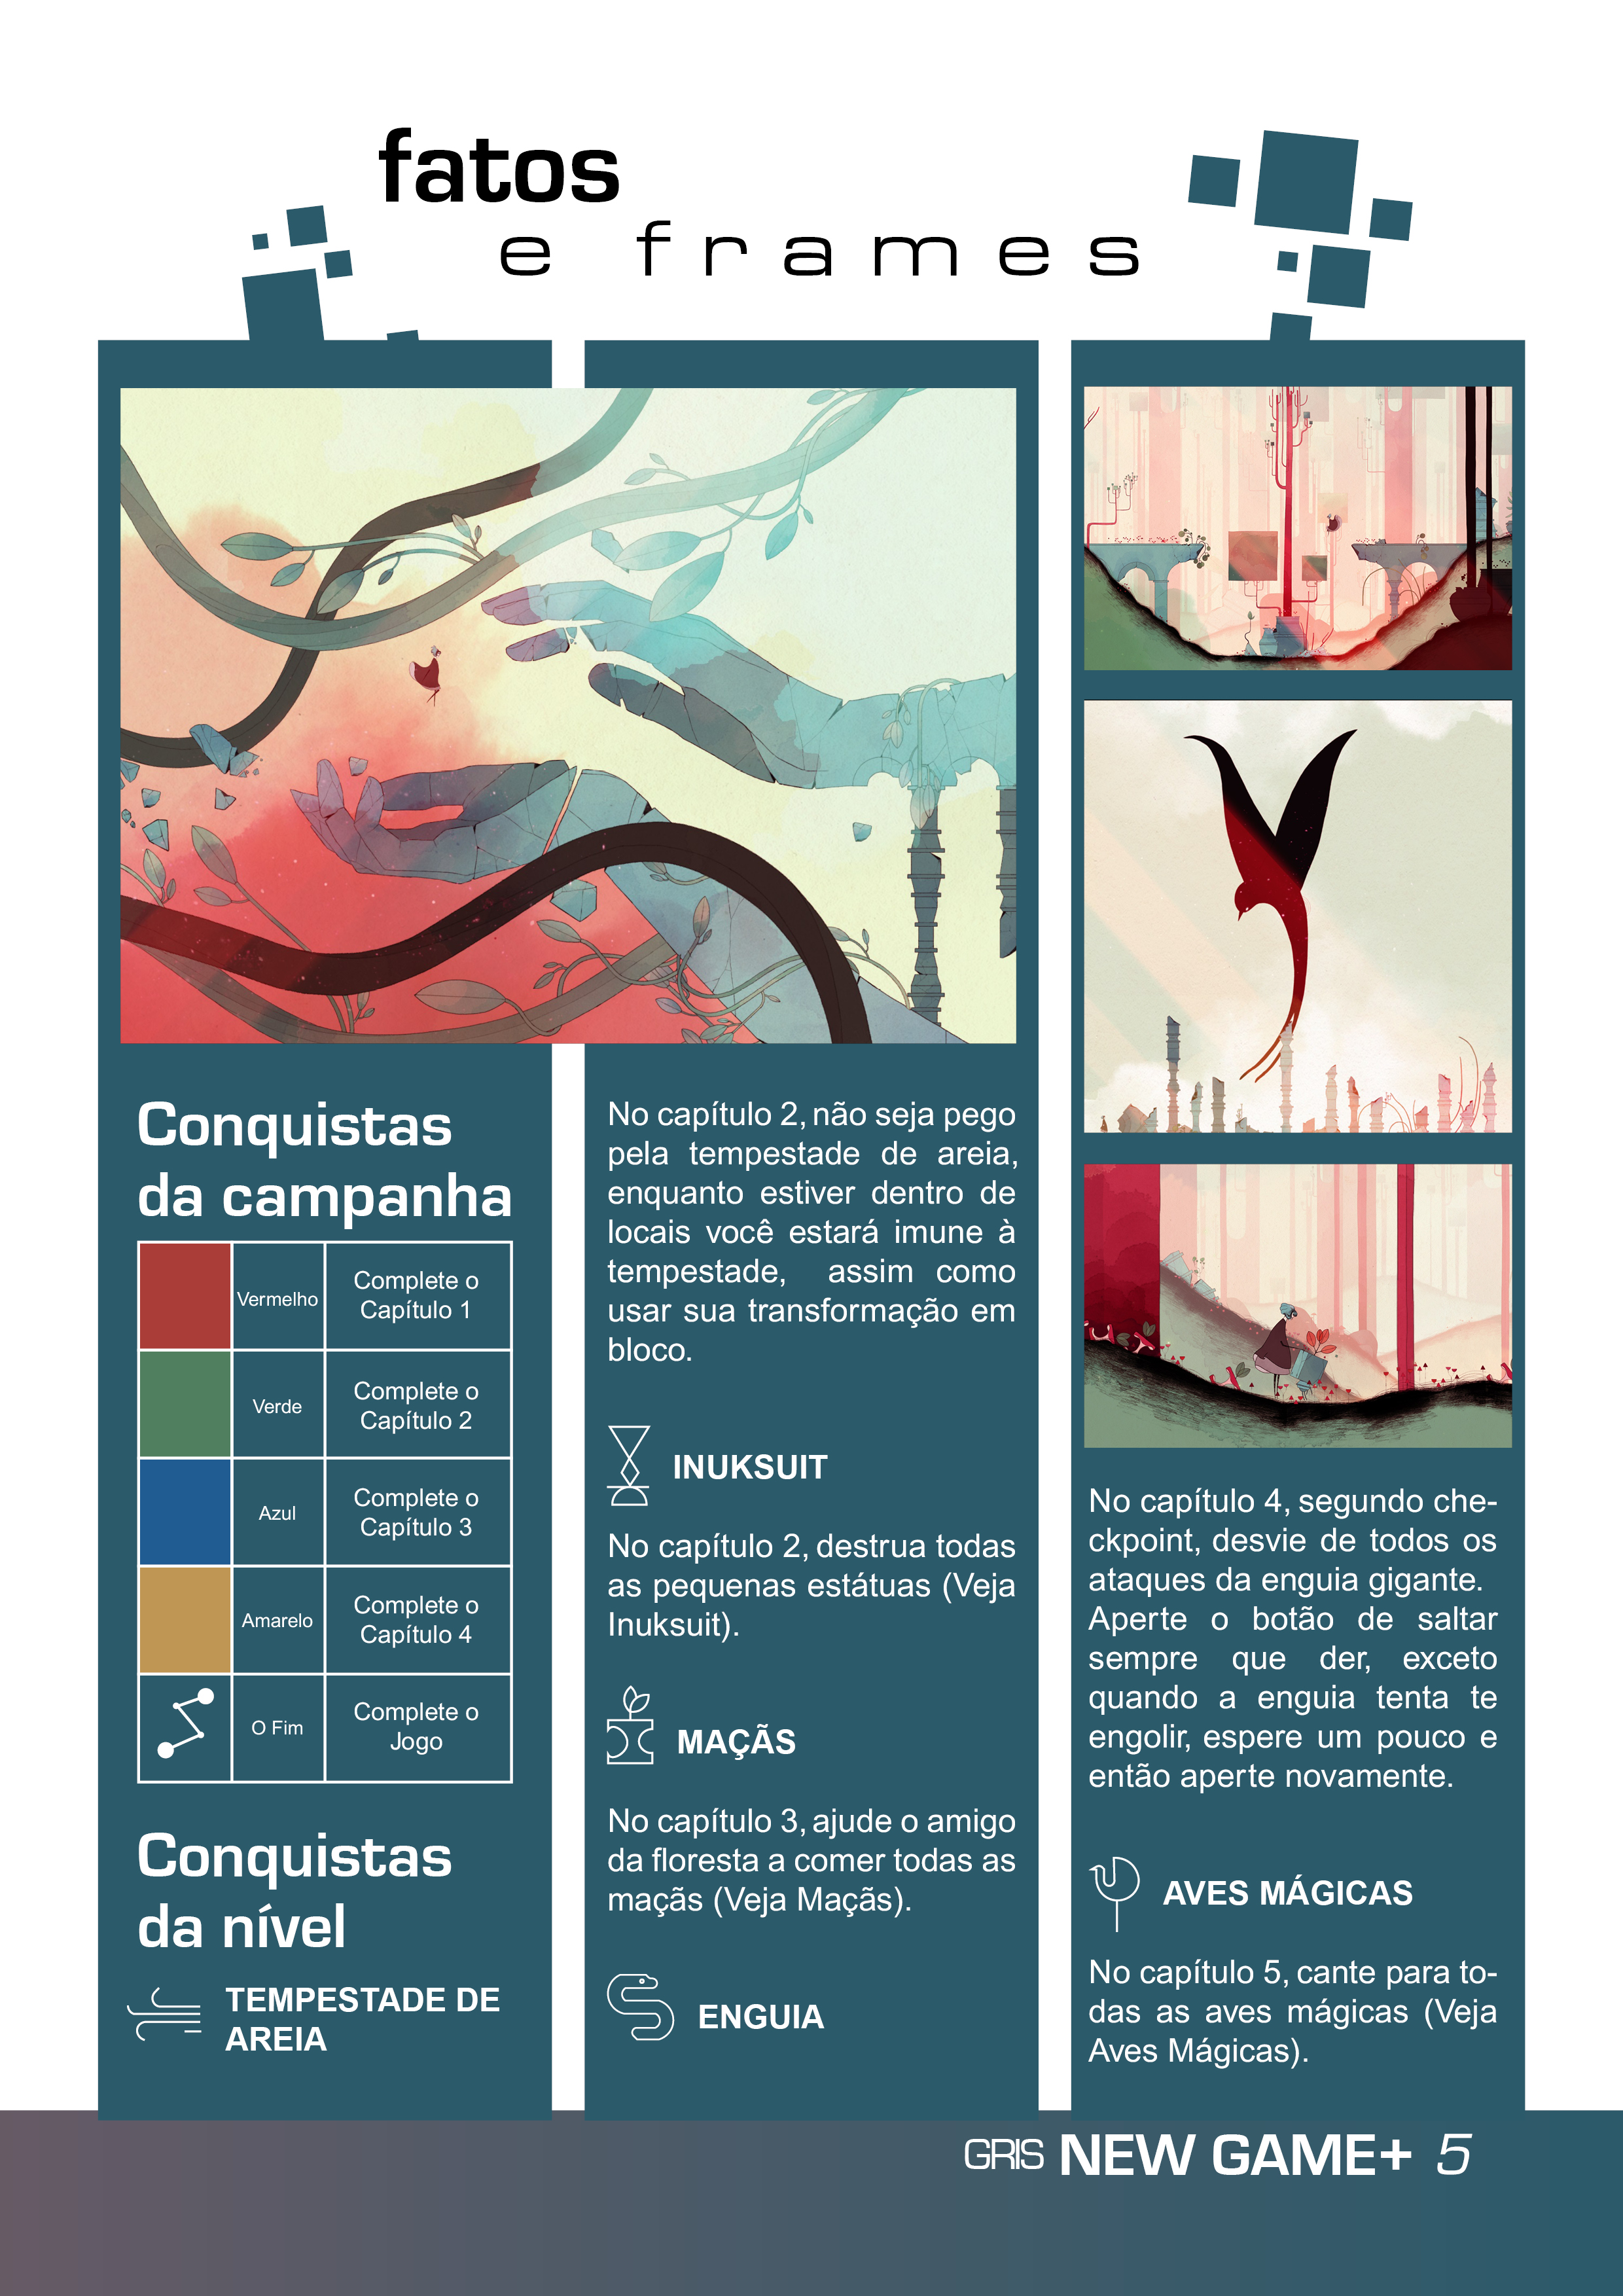 fatos
e frames
Conquistas
da campanha
Vermelho
Complete o
Capítulo 1
Verde
Complete o
Capítulo 2
Azul
Complete o
Capítulo 3
Amarelo
Complete o
Capítulo 4
O Fim
Complete o
Jogo
Conquistas
da nível
TEMPESTADE DE
AREIA
No capítulo 2, não seja pego
pela tempestade de areia,
enquanto estiver dentro de
locais você estará imune à
tempestade, assim como
usar sua transformação em
bloco.
INUKSUIT
No capítulo 2, destrua todas
as pequenas estátuas (Veja
Inuksuit).
MAÇÃS
No capítulo 3, ajude o amigo
da floresta a comer todas as
maçãs (Veja Maçãs).
ENGUIA
No capítulo 4, segundo che-
ckpoint, desvie de todos os
ataques da enguia gigante.
Aperte o botão de saltar
sempre que der, exceto
quando a enguia tenta te
engolir, espere um pouco e
então aperte novamente.
AVES MÁGICAS
No capítulo 5, cante para to-
das as aves mágicas (Veja
Aves Mágicas).
GRIS NEW GAME+ 5